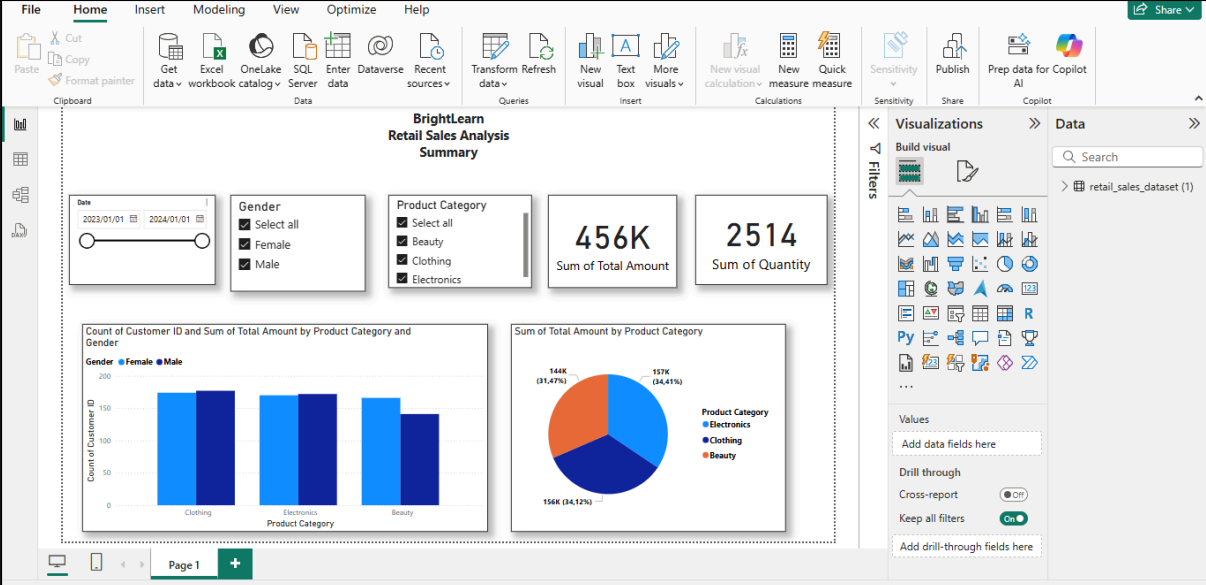 File Home Insert Modeling View Optimize Help
Share
Paste
Cut
Copy
Format painter
Clipboard
Get data
Excel workbook
OneLake catalog
SQL Server
Enter data
Dataverse
Recent sources
Data
Transform data
Refresh
Queries
New visual
Text box
More visuals
Insert
New visual calculation
New measure
Quick measure
Calculations
Sensitivity
Sensitivity
Publish
Share
Prep data for AI
Copilot
Copilot
BrightLearn
Retail Sales Analysis
Summary
Date
2023/01/01 2024/01/01
Gender
Select all
Female
Male
Product Category
Select all
Beauty
Clothing
Electronics
456K
Sum of Total Amount
2514
Sum of Quantity
Count of Customer ID and Sum of Total Amount by Product Category and
Gender
Gender Female Male
200
150
100
50
0
Count of Customer ID
Clothing Electronics Beauty
Product Category
Sum of Total Amount by Product Category
144K
(31,47%)
157K
(34,41%)
156K (34,12%)
Product Category
Electronics
Clothing
Beauty
Filters
Visualizations
Build visual
123
R
Py
123
...
Values
Add data fields here
Drill through
Cross-report Off
Keep all filters On
Add drill-through fields here
Data
Search
retail_sales_dataset (1)
Page 1